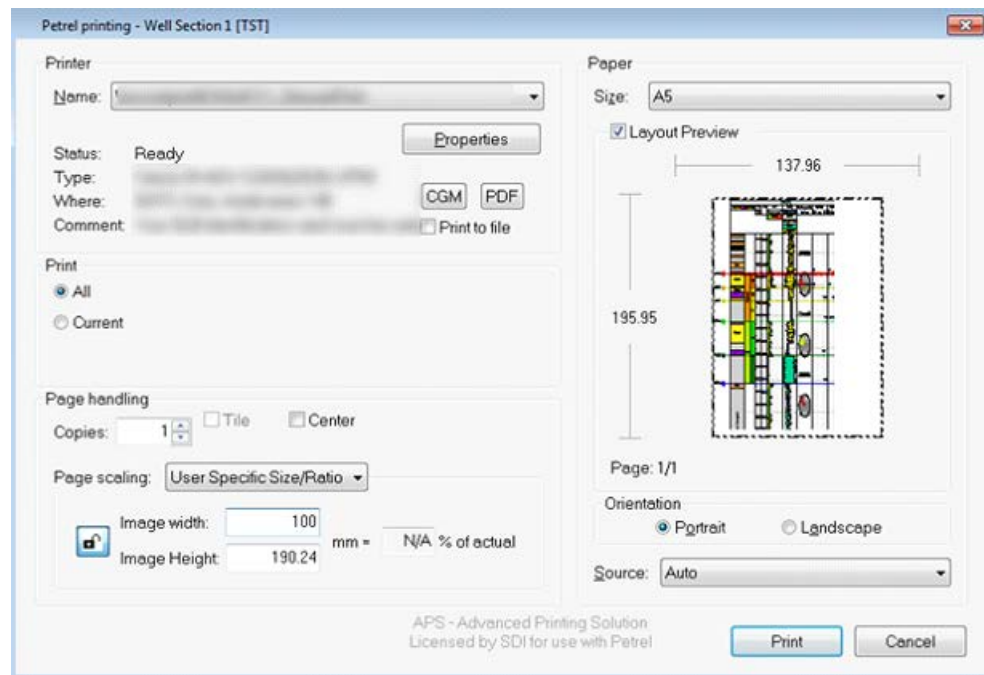 Petrel printing - Well Section 1 [TST]
Printer
Name:
Properties
Status: Ready
Type:
Where:
CGM PDF
Comment:
Print to file
Print
All
Current
Page handling
Copies: 1 Tile Center
Page scaling: User Specific Size/Ratio
Image width: 100
mm = N/A % of actual
Image Height: 190.24
Paper
Size: A5
Layout Preview
137.96
195.95
Page: 1/1
Orientation
Portrait Landscape
Source: Auto
APS - Advanced Printing Solution
Licensed by SDI for use with Petrel
Print Cancel